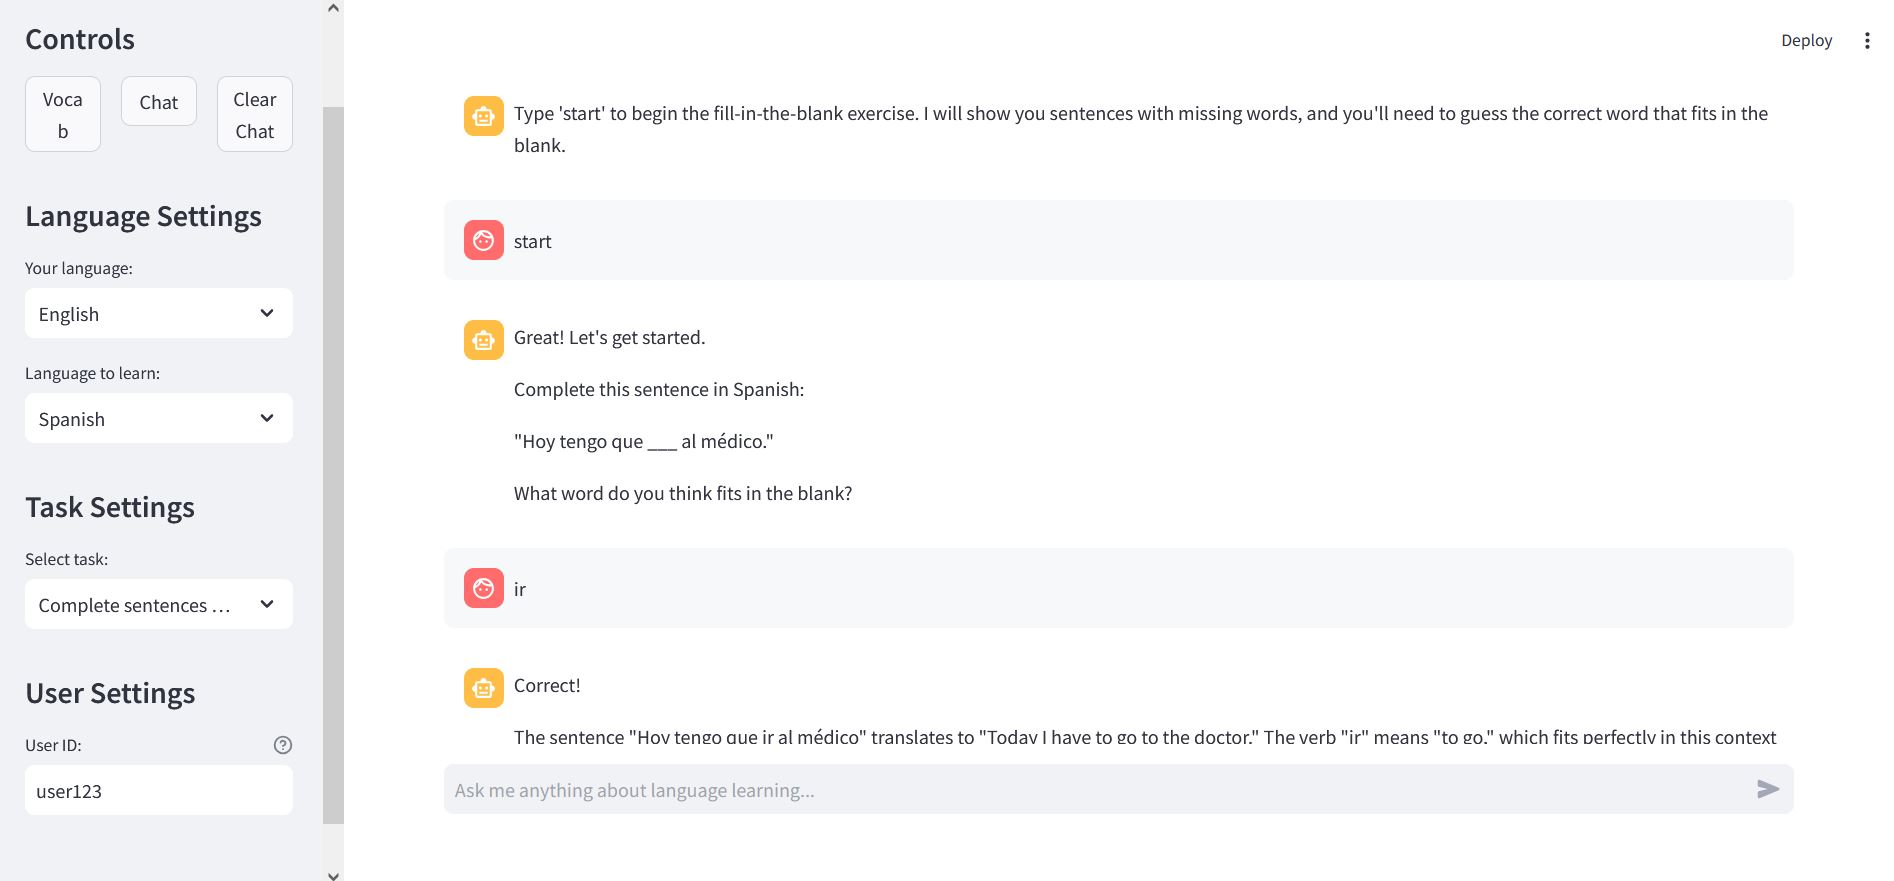 Controls
Voca
b
Chat
Clear
Chat
Language Settings
Your language:
English
Language to learn:
Spanish
Task Settings
Select task:
Complete sentences ...
User Settings
User ID:
user123
Deploy
Type 'start' to begin the fill-in-the-blank exercise. I will show you sentences with missing words, and you'll need to guess the correct word that fits in the
blank.
start
Great! Let's get started.
Complete this sentence in Spanish:
"Hoy tengo que ___ al médico."
What word do you think fits in the blank?
ir
Correct!
The sentence "Hoy tengo que ir al médico" translates to "Today I have to go to the doctor." The verb "ir" means "to go," which fits perfectly in this context
Ask me anything about language learning...